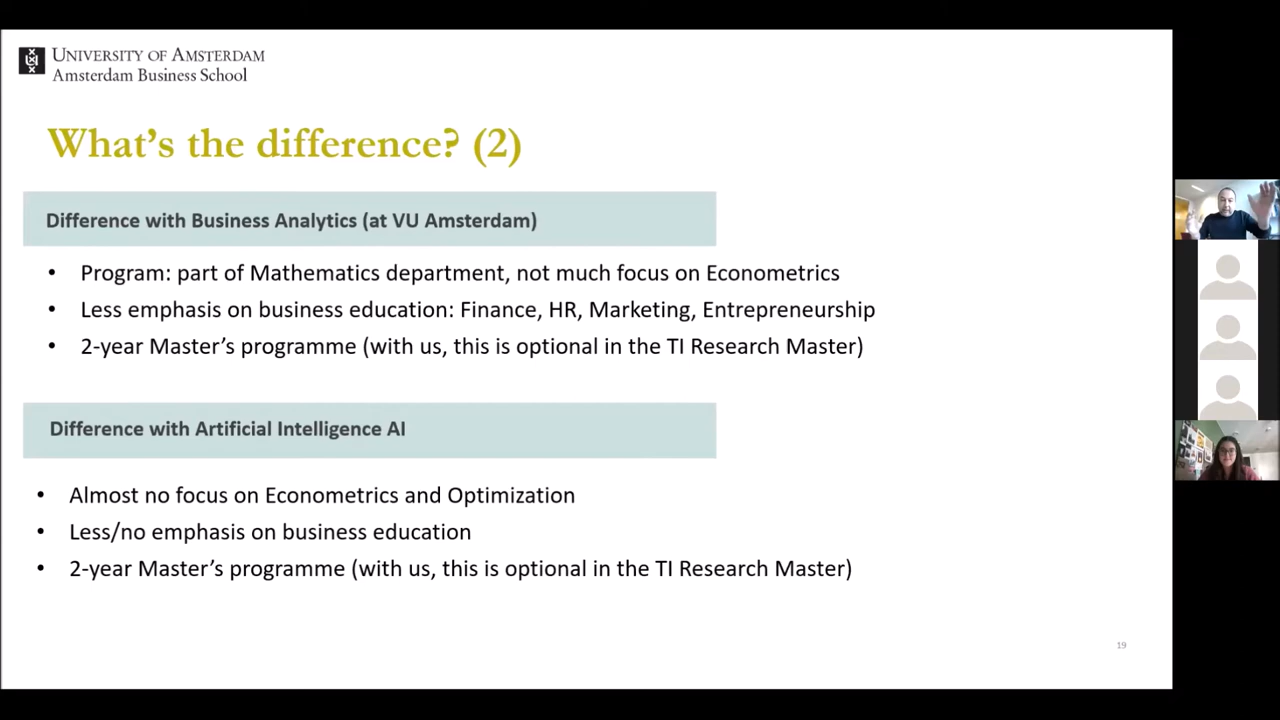 UNIVERSITY OF AMSTERDAM
Amsterdam Business School
What's the difference? (2)
Difference with Business Analytics (at VU Amsterdam)
• Program: part of Mathematics department, not much focus on Econometrics
• Less emphasis on business education: Finance, HR, Marketing, Entrepreneurship
• 2-year Master's programme (with us, this is optional in the TI Research Master)
Difference with Artificial Intelligence AI
• Almost no focus on Econometrics and Optimization
• Less/no emphasis on business education
• 2-year Master's programme (with us, this is optional in the TI Research Master)
19